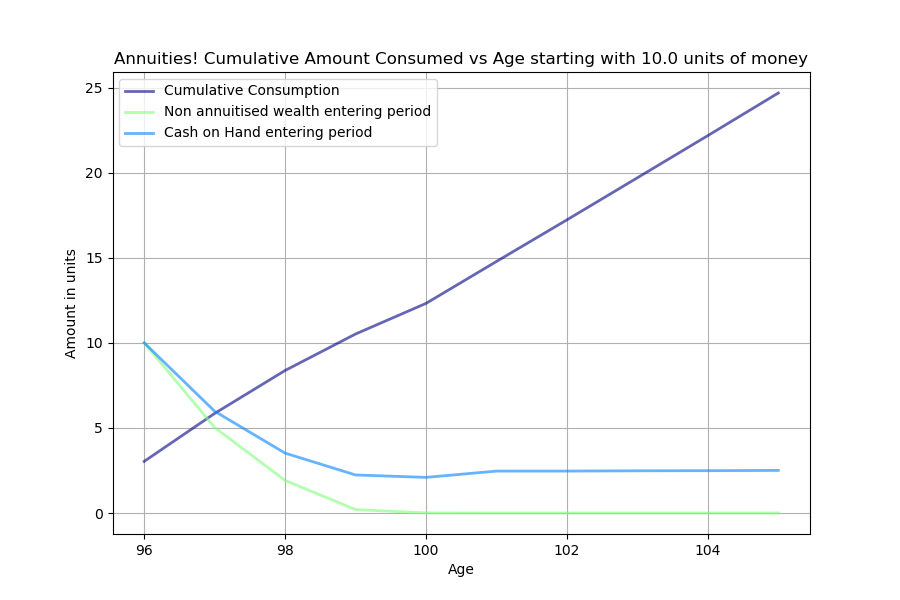 Annuities! Cumulative Amount Consumed vs Age starting with 10.0 units of money
Cumulative Consumption
Non annuitised wealth entering period
Cash on Hand entering period
25
20
15
10
5
0
Amount in units
96
98
100
102
104
Age